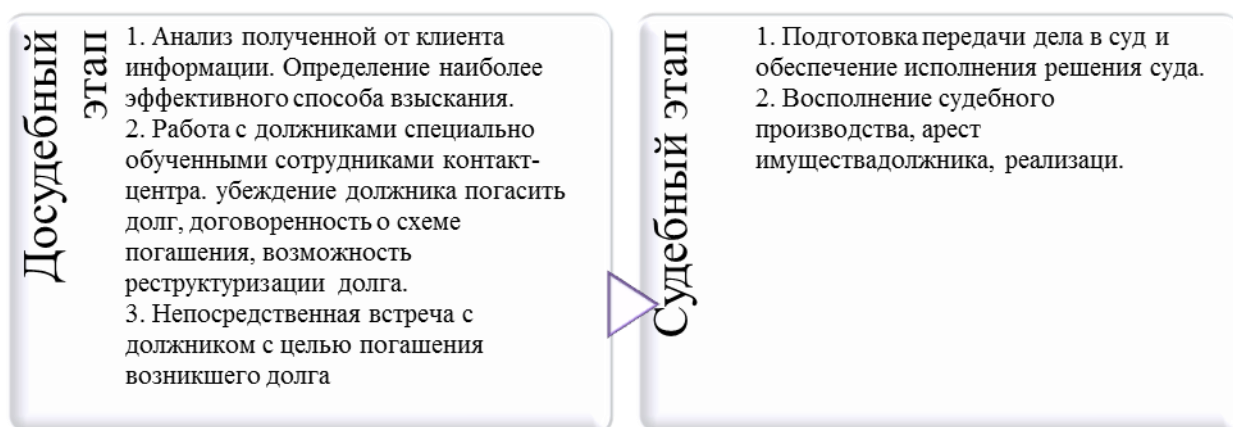 Досудебный
этап
1. Анализ полученной от клиента
информации. Определение наиболее
эффективного способа взыскания.
2. Работа с должниками специально
обученными сотрудниками контакт-
центра. убеждение должника погасить
долг, договоренность о схеме
погашения, возможность
реструктуризации долга.
3. Непосредственная встреча с
должником с целью погашения
возникшего долга
Судебный этап
1. Подготовка передачи дела в суд и
обеспечение исполнения решения суда.
2. Восполнение судебного
производства, арест
имуществадолжника, реализаци.